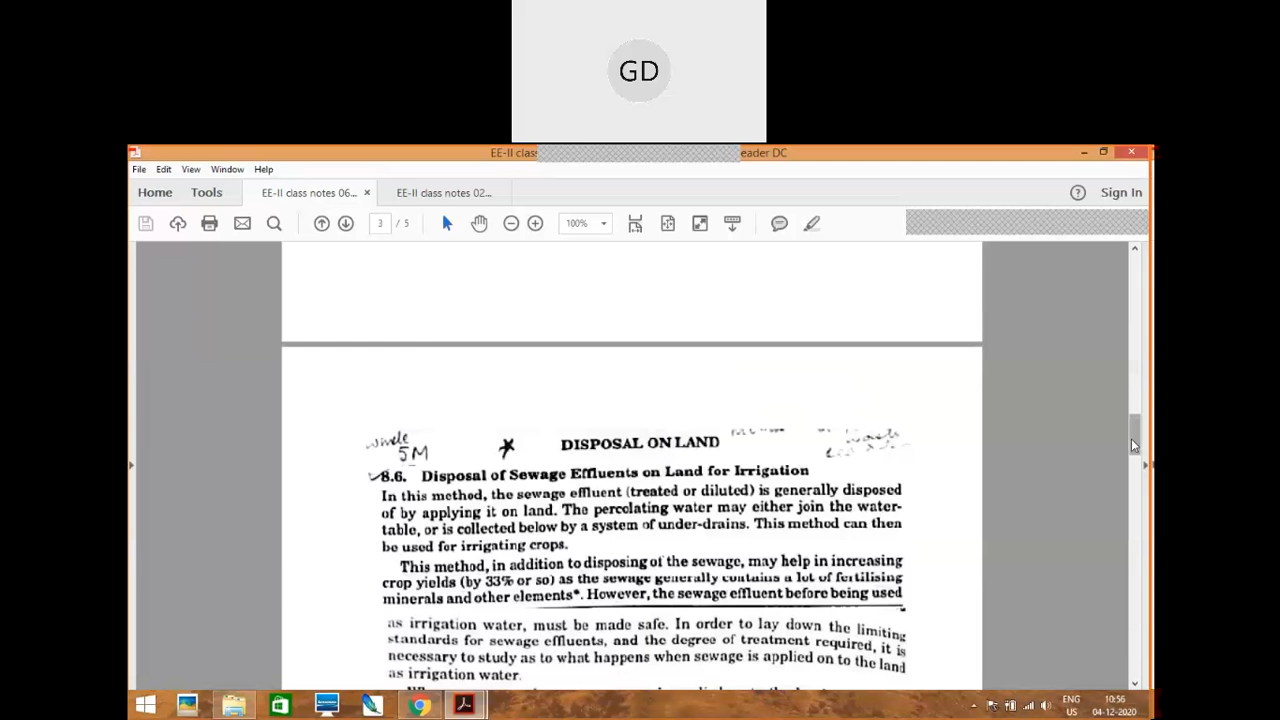 GD
EE-II clas
eader DC
File Edit View Window Help
Home Tools EE-II class notes 06... × EE-II class notes 02... Sign In
3 / 5 100%
5M DISPOSAL ON LAND
8.6. Disposal of Sewage Effluents on Land for Irrigation
In this method, the sewage effluent (treated or diluted) is generally disposed
of by applying it on land. The percolating water may either join the water-
table, or is collected below by a system of under-drains. This method can then
be used for irrigating crops.
This method, in addition to disposing of the sewage, may help in increasing
crop yields (by 33% or so) as the sewage generally contains a lot of fertilising
minerals and other elements*. However, the sewage effluent before being used
as irrigation water, must be made safe. In order to lay down the limiting
standards for sewage effluents, and the degree of treatment required, it is
necessary to study as to what happens when sewage is applied on to the land
as irrigation water.
ENG 10:56
US 04-12-2020